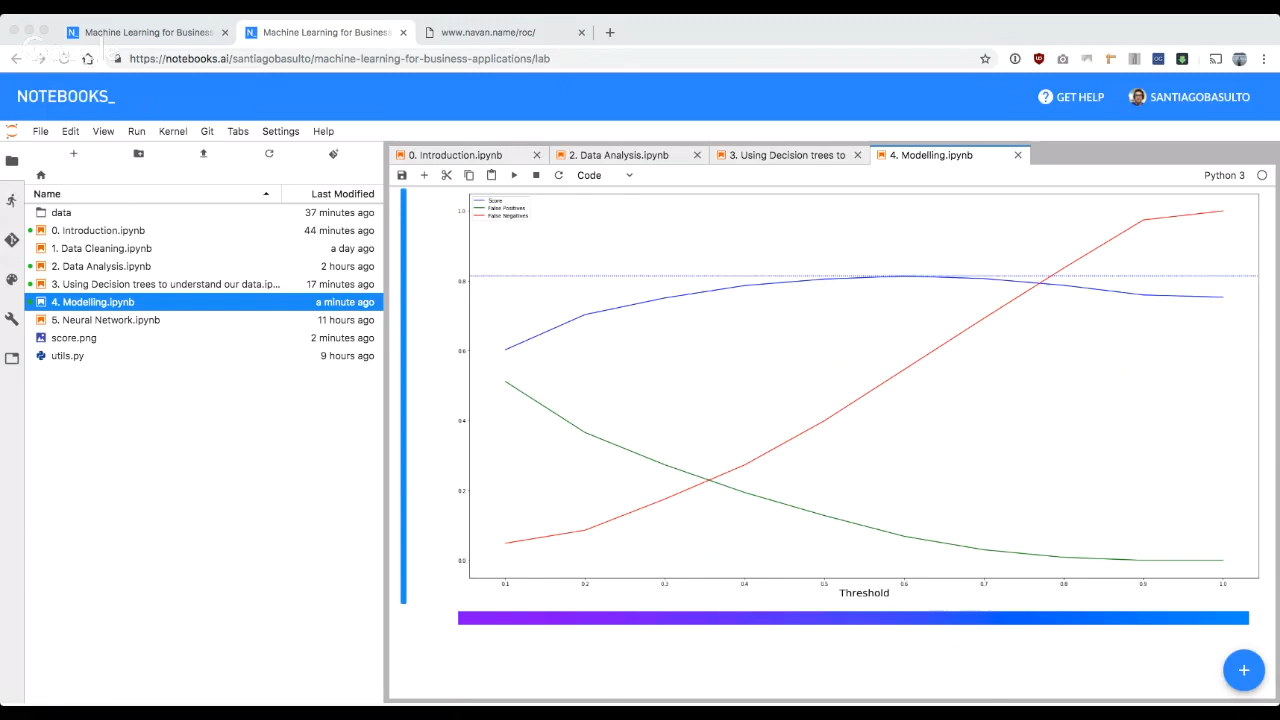 Machine Learning for Business
Machine Learning for Business
www.navan.name/roc/
https://notebooks.ai/santiagobasulto/machine-learning-for-business-applications/lab
NOTEBOOKS_
GET HELP
SANTIAGOBASULTO
File Edit View Run Kernel Git Tabs Settings Help
0. Introduction.ipynb
2. Data Analysis.ipynb
3. Using Decision trees to
4. Modelling.ipynb
Code
Python 3
Name Last Modified
data 37 minutes ago
0. Introduction.ipynb 44 minutes ago
1. Data Cleaning.ipynb a day ago
2. Data Analysis.ipynb 2 hours ago
3. Using Decision trees to understand our data.ip... 17 minutes ago
4. Modelling.ipynb a minute ago
5. Neural Network.ipynb 11 hours ago
score.png 2 minutes ago
utils.py 9 hours ago
Score
False Positives
False Negatives
1.0
0.8
0.6
0.4
0.2
0.0
0.1 0.2 0.3 0.4 0.5 0.6 0.7 0.8 0.9 1.0
Threshold